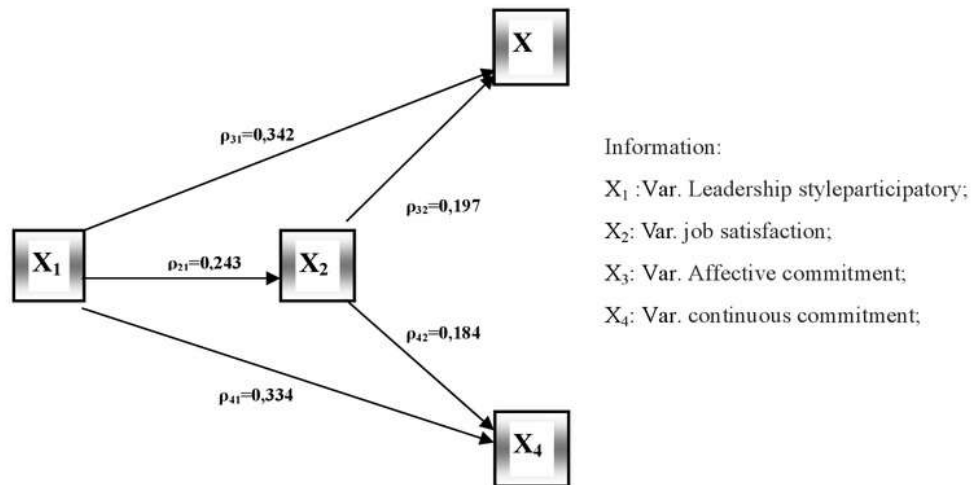 X
ρ₃₁=0,342
Information:
X₁ :Var. Leadership styleparticipatory;
ρ₃₂=0,197
X₂: Var. job satisfaction;
X₁
ρ₂₁=0,243
X₂
X₃: Var. Affective commitment;
X₄: Var. continuous commitment;
ρ₄₂=0,184
ρ₄₁=0,334
X₄